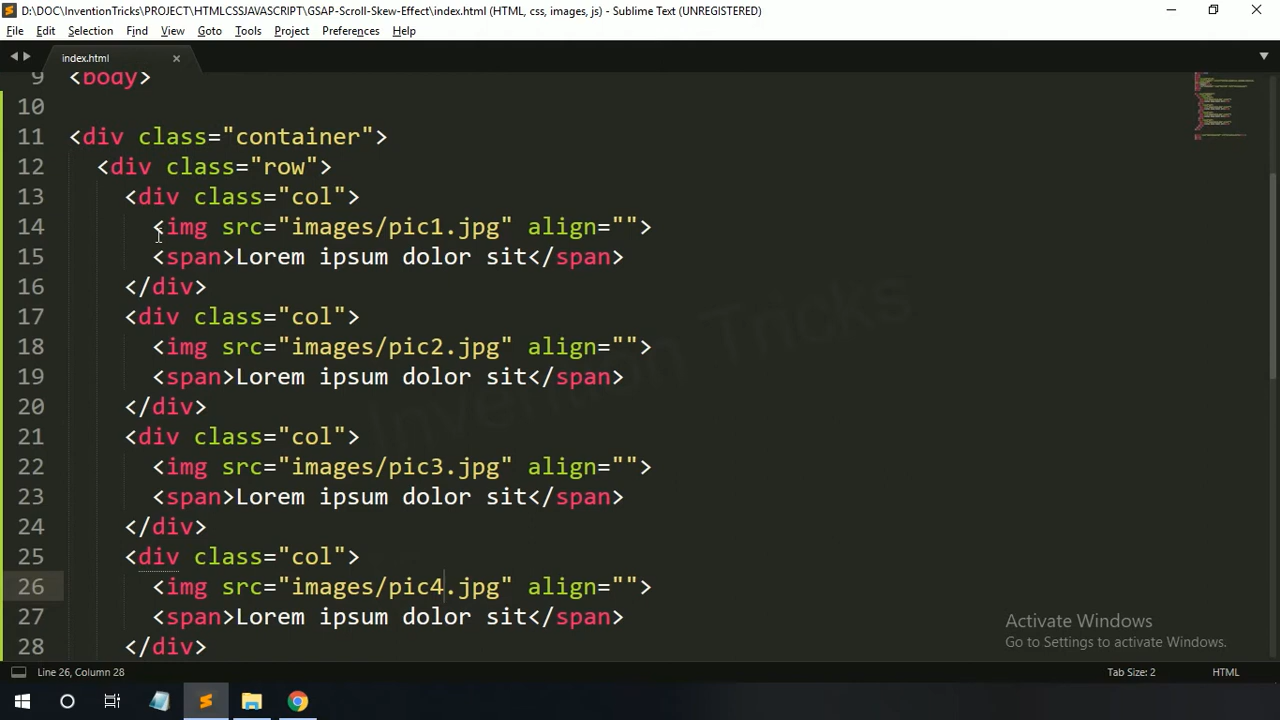 D:\DOC\InventionTricks\PROJECT\HTMLCSSJAVASCRIPT\GSAP-Scroll-Skew-Effect\index.html (HTML, css, images, js) - Sublime Text (UNREGISTERED)
File Edit Selection Find View Goto Tools Project Preferences Help
index.html
9 <body>
10
11 <div class="container">
12 <div class="row">
13 <div class="col">
14 <img src="images/pic1.jpg" align="">
15 <span>Lorem ipsum dolor sit</span>
16 </div>
17 <div class="col">
18 <img src="images/pic2.jpg" align="">
19 <span>Lorem ipsum dolor sit</span>
20 </div>
21 <div class="col">
22 <img src="images/pic3.jpg" align="">
23 <span>Lorem ipsum dolor sit</span>
24 </div>
25 <div class="col">
26 <img src="images/pic4.jpg" align="">
27 <span>Lorem ipsum dolor sit</span>
28 </div>
Invention Tricks
Activate Windows
Go to Settings to activate Windows.
Line 26, Column 28 Tab Size: 2 HTML